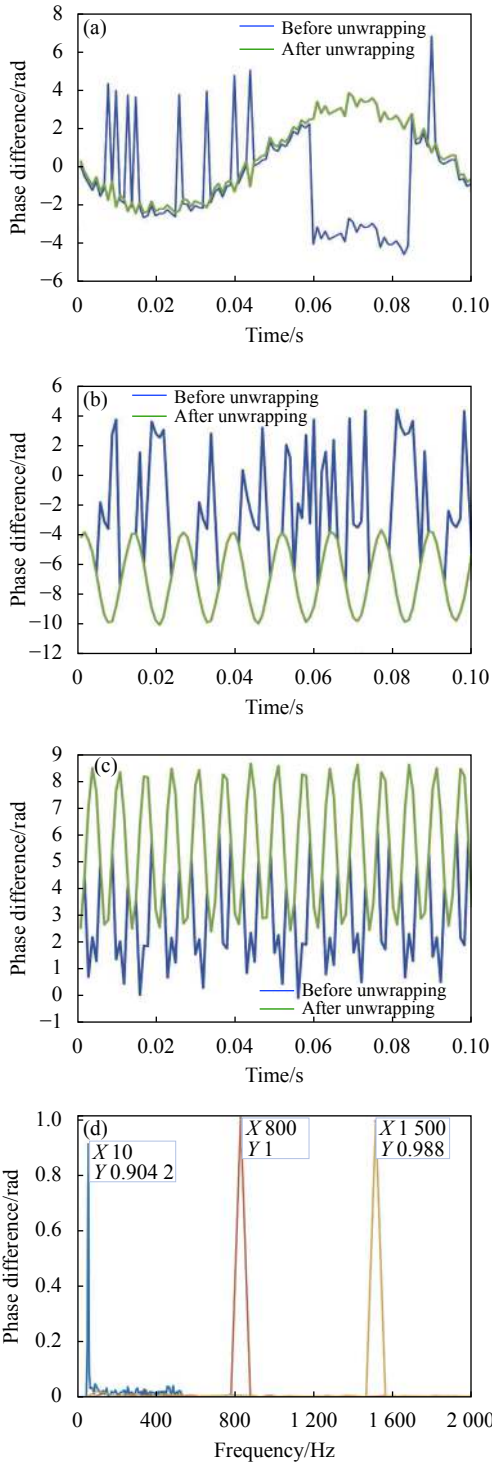 (a)
Before unwrapping
After unwrapping
Phase difference/rad
8
6
4
2
0
−2
−4
−6
0 0.02 0.04 0.06 0.08 0.10
Time/s
(b)
Before unwrapping
After unwrapping
Phase difference/rad
6
4
2
0
−2
−4
−6
−8
−10
−12
0 0.02 0.04 0.06 0.08 0.10
Time/s
(c)
Phase difference/rad
9
8
7
6
5
4
3
2
1
0
−1
Before unwrapping
After unwrapping
0 0.02 0.04 0.06 0.08 0.10
Time/s
(d)
X 10
Y 0.904 2
X 800
Y 1
X 1 500
Y 0.988
Phase difference/rad
1.0
0.8
0.6
0.4
0.2
0
0 400 800 1 200 1 600 2 000
Frequency/Hz